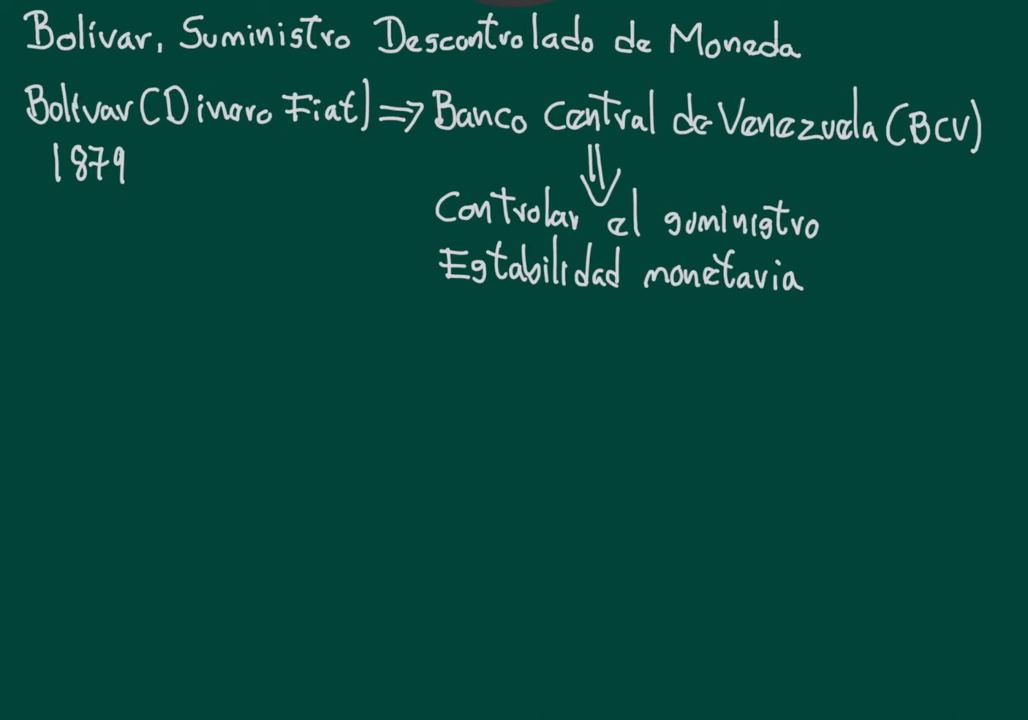 Bolívar, Suministro Descontrolado de Moneda
Bolívar (Dinero Fiat) ⇒ Banco Central de Venezuela (BCV)
1879
⇓
Controlar el suministro
Estabilidad monetaria